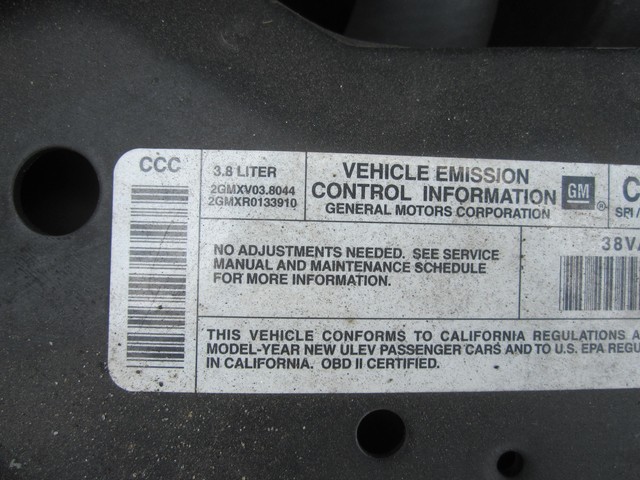 CCC
3.8 LITER
2GMXV03.8044
2GMXR0133910
VEHICLE EMISSION
CONTROL INFORMATION
GENERAL MOTORS CORPORATION
GM
®
NO ADJUSTMENTS NEEDED. SEE SERVICE
MANUAL AND MAINTENANCE SCHEDULE
FOR MORE INFORMATION.
THIS VEHICLE CONFORMS TO CALIFORNIA REGULATIONS
MODEL-YEAR NEW ULEV PASSENGER CARS AND TO U.S. EPA
IN CALIFORNIA. OBD II CERTIFIED.